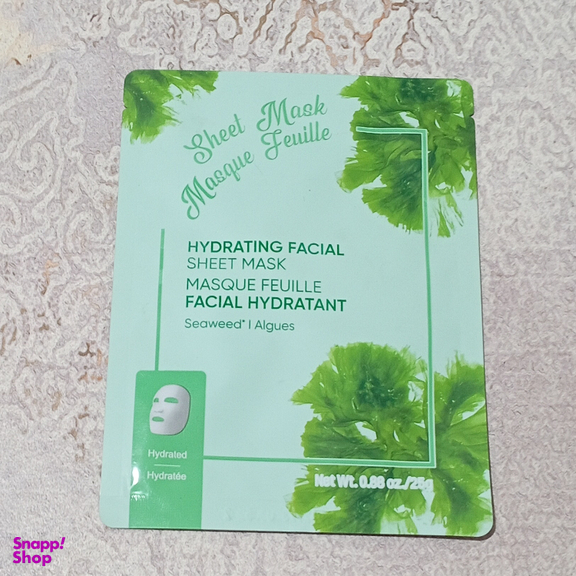 Sheet Mask
Masque Feuille
HYDRATING FACIAL
SHEET MASK
MASQUE FEUILLE
FACIAL HYDRATANT
Seaweed* I Algues
Hydrated
Hydratée
Net Wt. 0.88 oz./25g
Snapp!
Shop